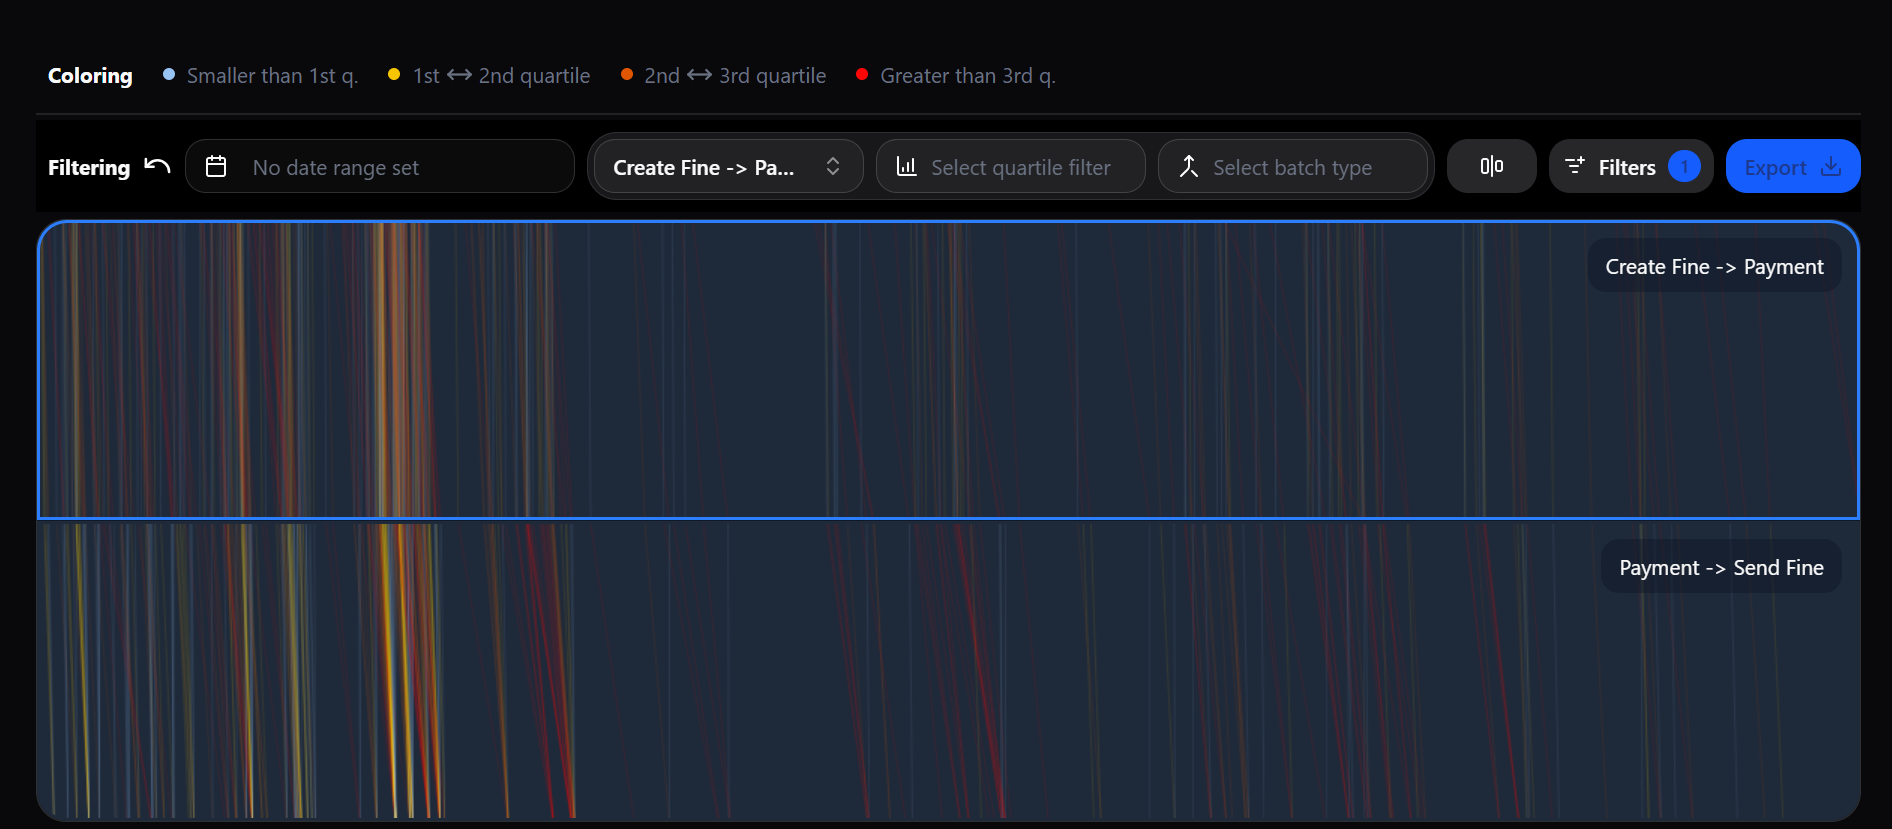 Coloring Smaller than 1st q. 1st ↔ 2nd quartile 2nd ↔ 3rd quartile Greater than 3rd q.
Filtering No date range set Create Fine -> Pa... Select quartile filter Select batch type Filters 1 Export
Create Fine -> Payment
Payment -> Send Fine